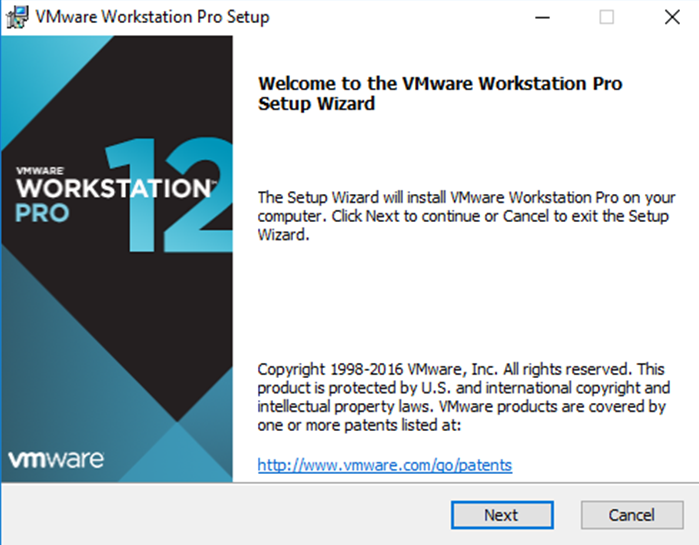 VMware Workstation Pro Setup
Welcome to the VMware Workstation Pro
Setup Wizard
VMWARE
WORKSTATION™
PRO
12
The Setup Wizard will install VMware Workstation Pro on your
computer. Click Next to continue or Cancel to exit the Setup
Wizard.
Copyright 1998-2016 VMware, Inc. All rights reserved. This
product is protected by U.S. and international copyright and
intellectual property laws. VMware products are covered by
one or more patents listed at:
http://www.vmware.com/go/patents
vmware
Next
Cancel